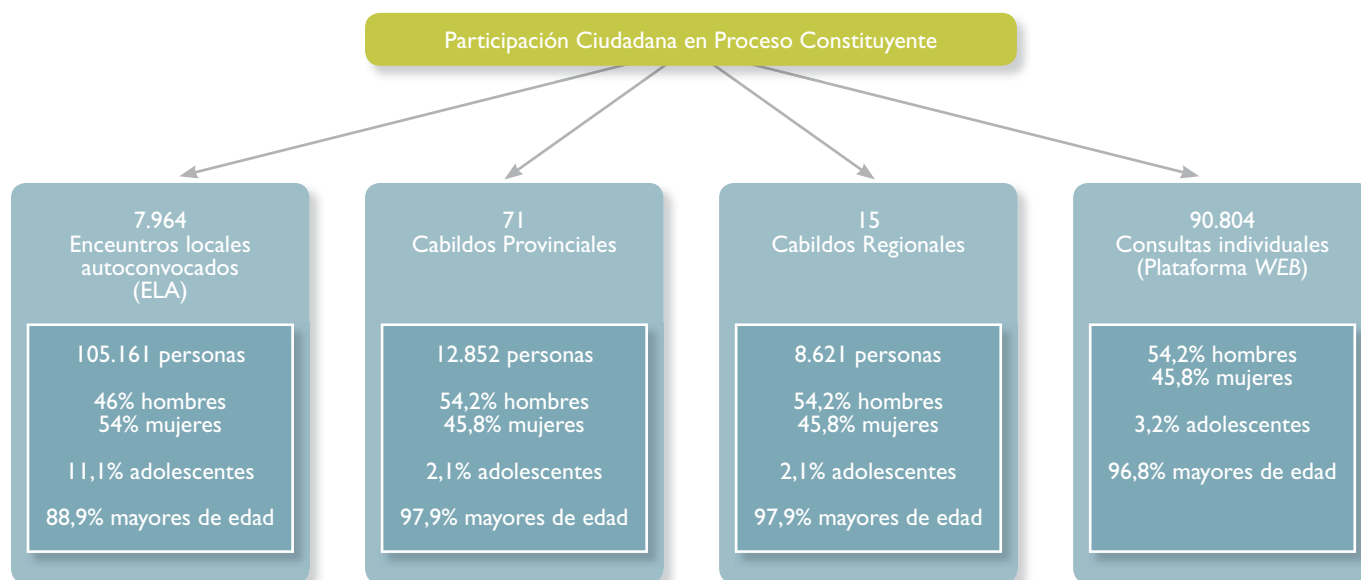 Participación Ciudadana en Proceso Constituyente
7.964
Enceuntros locales
autoconvocados
(ELA)
105.161 personas
46% hombres
54% mujeres
11,1% adolescentes
88,9% mayores de edad
71
Cabildos Provinciales
12.852 personas
54,2% hombres
45,8% mujeres
2,1% adolescentes
97,9% mayores de edad
15
Cabildos Regionales
8.621 personas
54,2% hombres
45,8% mujeres
2,1% adolescentes
97,9% mayores de edad
90.804
Consultas individuales
(Plataforma WEB)
54,2% hombres
45,8% mujeres
3,2% adolescentes
96,8% mayores de edad